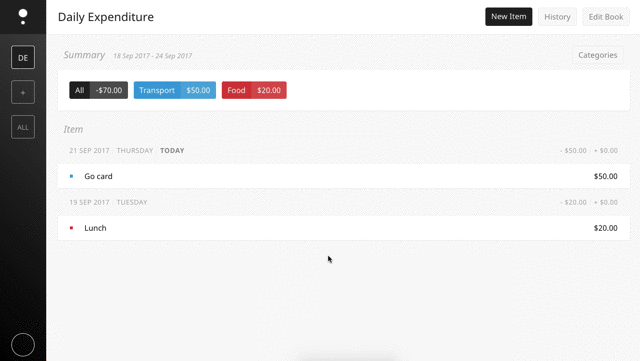 Daily Expenditure New Item History Edit Book
DE
+
ALL
Summary 18 Sep 2017 - 24 Sep 2017 Categories
All -$70.00 Transport $50.00 Food $20.00
Item
21 SEP 2017 THURSDAY TODAY - $50.00 + $0.00
Go card $50.00
19 SEP 2017 TUESDAY - $20.00 + $0.00
Lunch $20.00